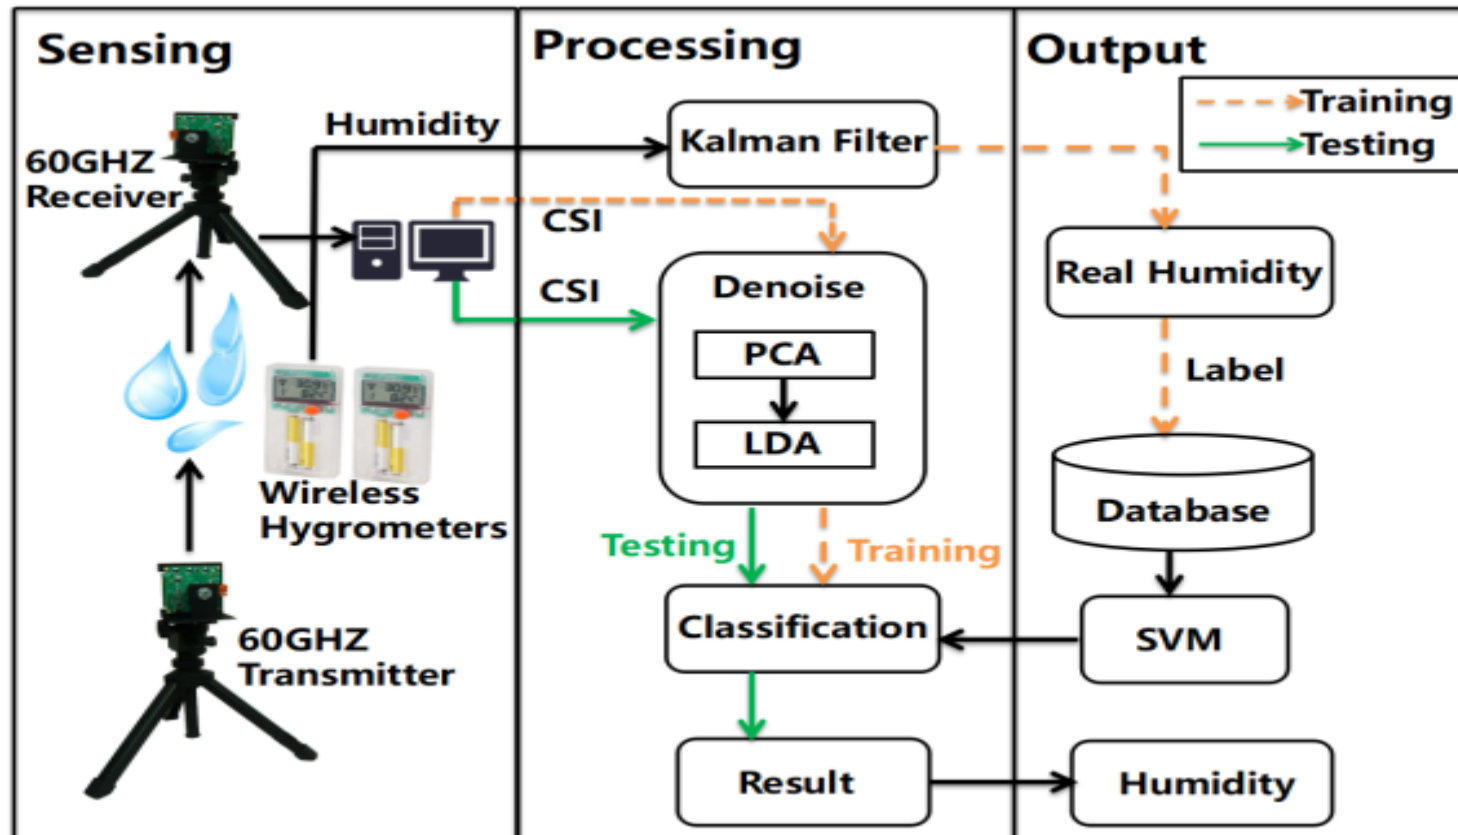 Sensing
Processing
Output
Training
Testing
Humidity
Kalman Filter
60GHZ
Receiver
CSI
CSI
Denoise
PCA
LDA
Real Humidity
Label
Database
Wireless
Hygrometers
Testing
Training
Classification
SVM
60GHZ
Transmitter
Result
Humidity